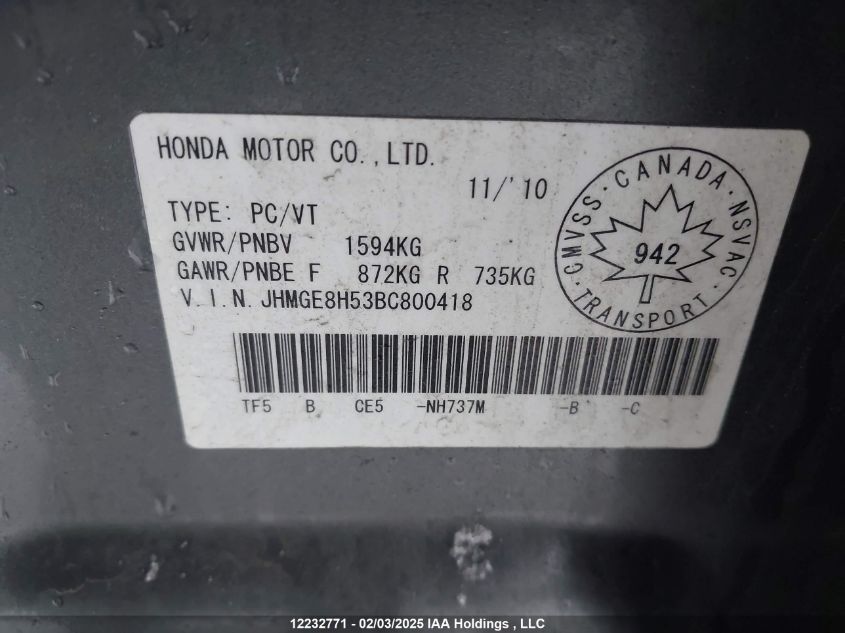 HONDA MOTOR CO.,LTD.
11/'10
TYPE: PC/VT
GVWR/PNBV 1594KG
GAWR/PNBE F 872KG R 735KG
V.I.N. JHMGE8H53BC800418
CMVSS · CANADA · NSVAC · TRANSPORT ·
942
TF5 B CE5 -NH737M -B -C
12232771 - 02/03/2025 IAA Holdings , LLC